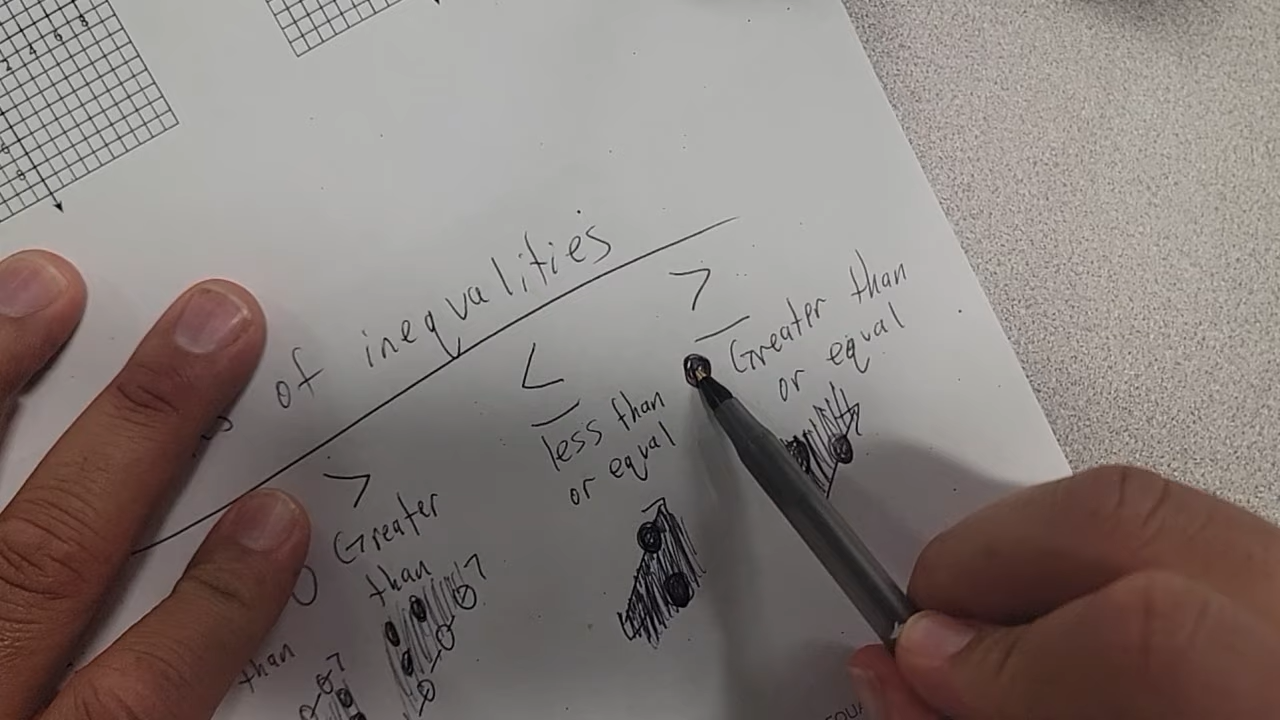 of inequalities
>
Greater
than
<
less than
or equal
>
Greater than
or equal
than